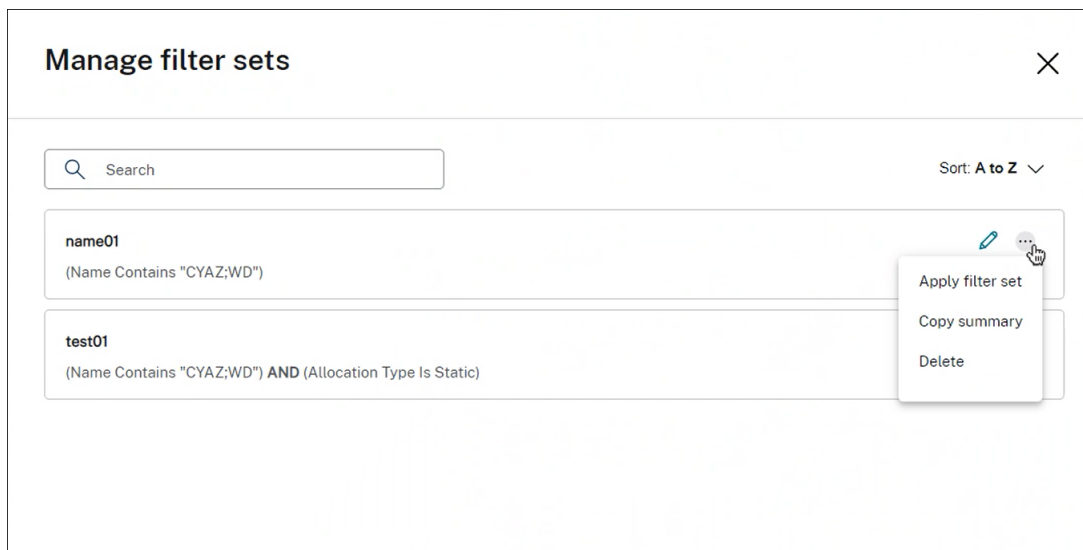 Manage filter sets
Search
Sort: A to Z
name01
(Name Contains "CYAZ;WD")
Apply filter set
Copy summary
Delete
test01
(Name Contains "CYAZ;WD") AND (Allocation Type Is Static)